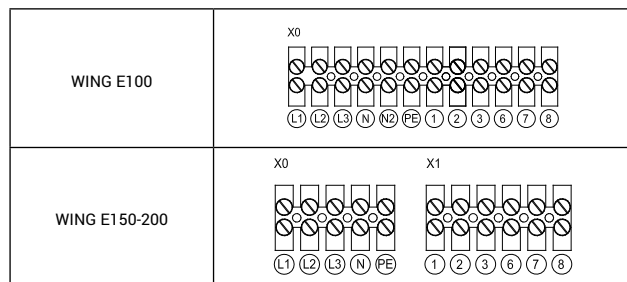 X0
WING E100
L1 L2 L3 N N2 PE 1 2 3 6 7 8
X0 X1
WING E150-200
L1 L2 L3 N PE 1 2 3 6 7 8